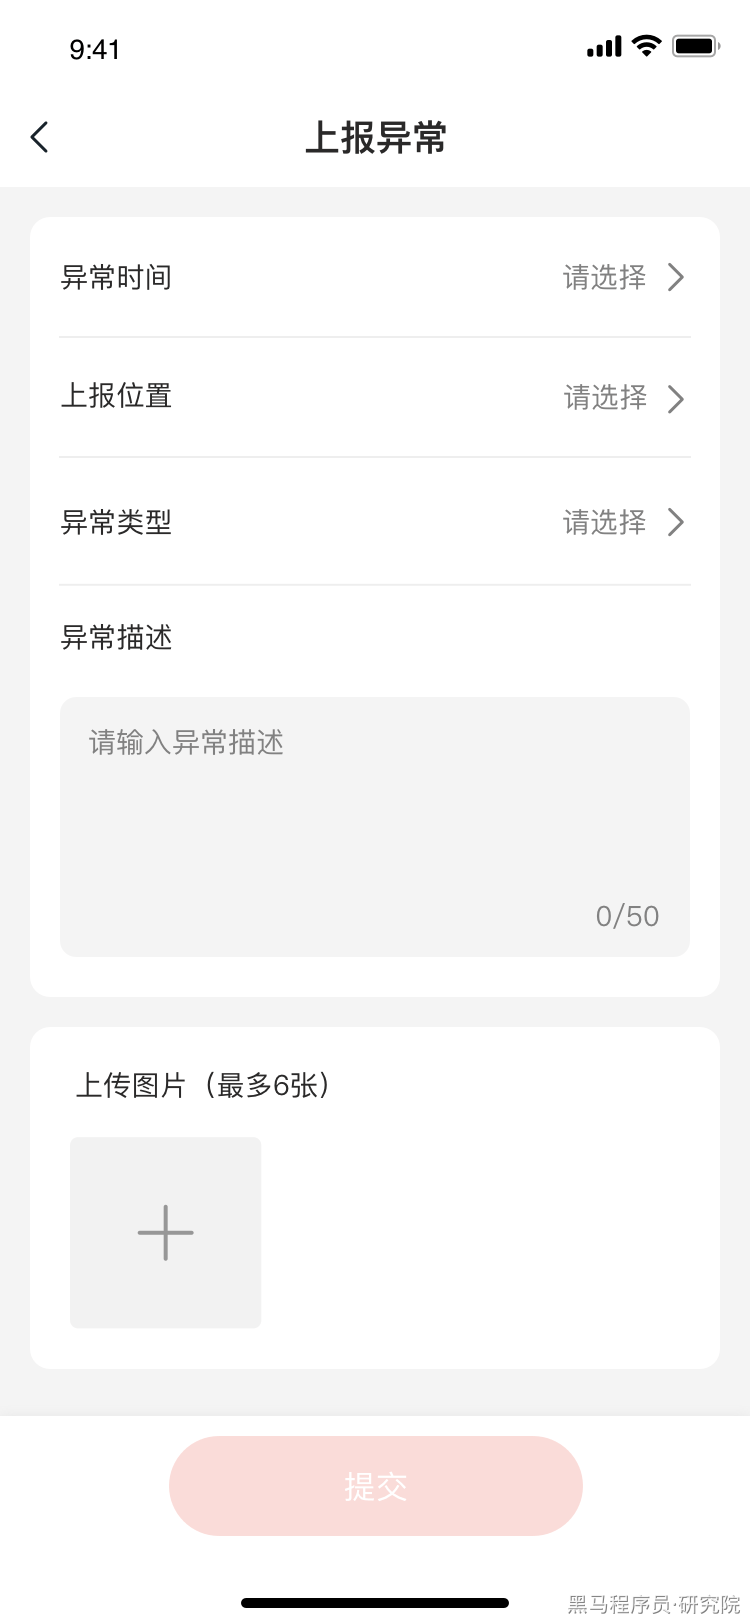 9:41
上报异常
异常时间 请选择
上报位置 请选择
异常类型 请选择
异常描述
请输入异常描述
0/50
上传图片（最多6张）
提交
黑马程序员·研究院